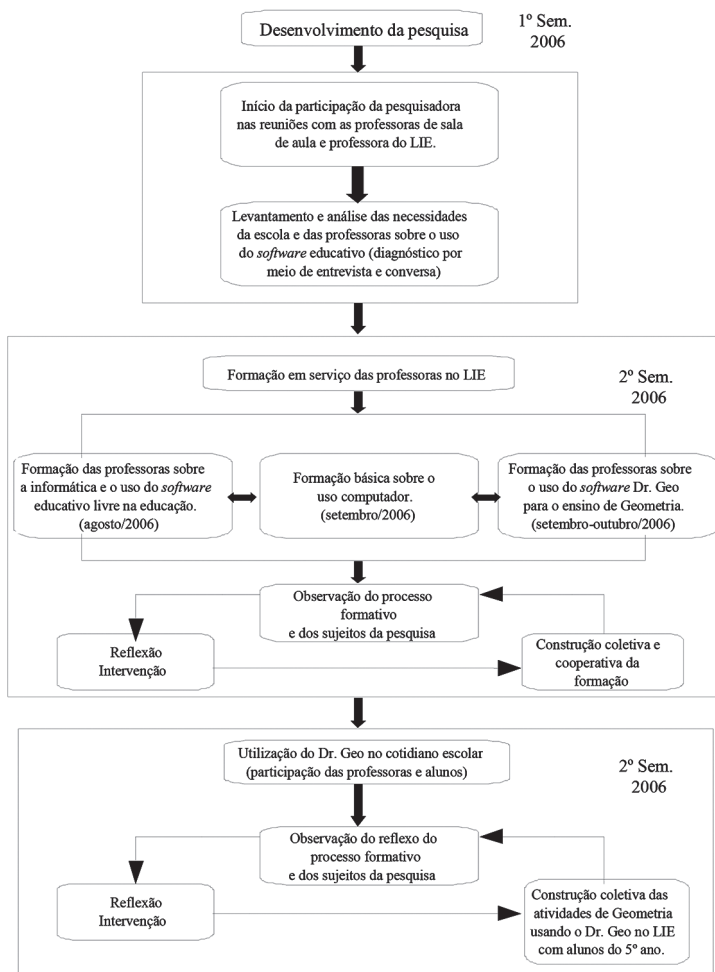 Desenvolvimento da pesquisa
1º Sem.
2006
Início da participação da pesquisadora
nas reuniões com as professoras de sala
de aula e professora do LIE.
Levantamento e análise das necessidades
da escola e das professoras sobre o uso
do software educativo (diagnóstico por
meio de entrevista e conversa)
Formação em serviço das professoras no LIE
2º Sem.
2006
Formação das professoras sobre
a informática e o uso do software
educativo livre na educação.
(agosto/2006)
Formação básica sobre o
uso computador.
(setembro/2006)
Formação das professoras sobre
o uso do software Dr. Geo
para o ensino de Geometria.
(setembro-outubro/2006)
Observação do processo
formativo
e dos sujeitos da pesquisa
Reflexão
Intervenção
Construção coletiva e
cooperativa da
formação
Utilização do Dr. Geo no cotidiano escolar
(participação das professoras e alunos)
2º Sem.
2006
Observação do reflexo do
processo formativo
e dos sujeitos da pesquisa
Reflexão
Intervenção
Construção coletiva das
atividades de Geometria
usando o Dr. Geo no LIE
com alunos do 5º ano.